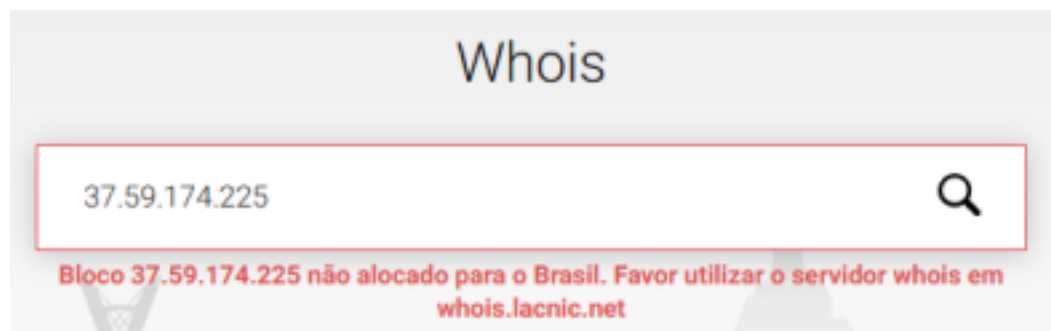 Whois
37.59.174.225
Bloco 37.59.174.225 não alocado para o Brasil. Favor utilizar o servidor whois em
whois.lacnic.net